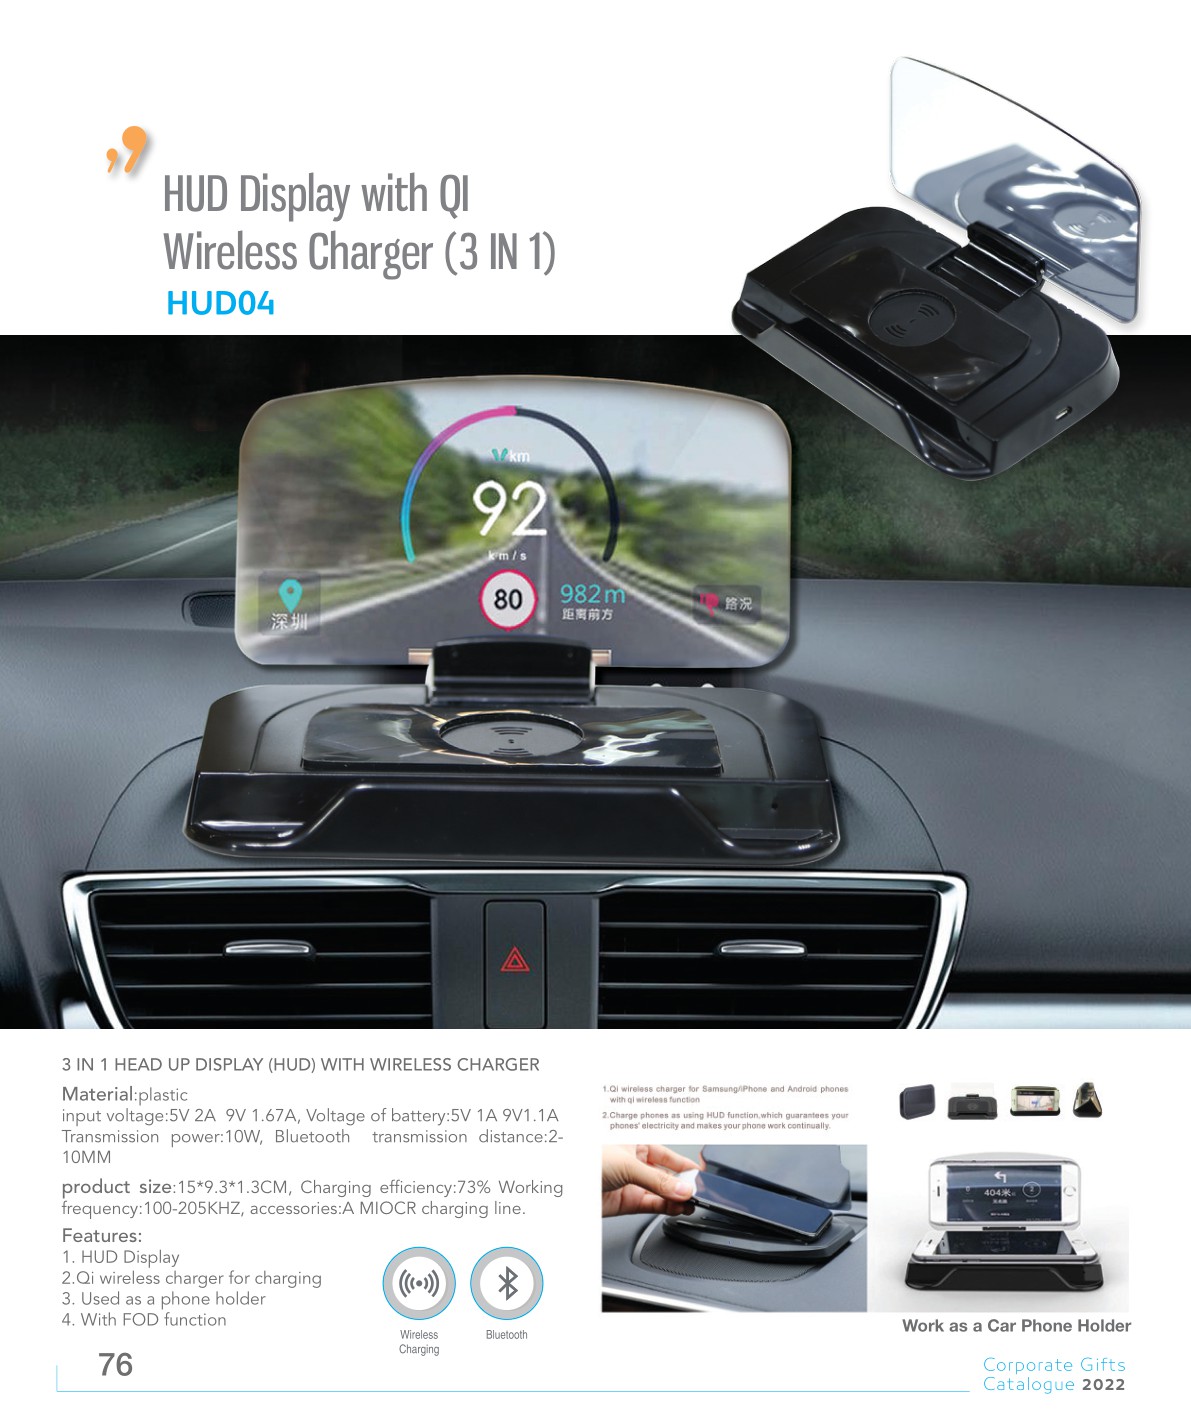 HUD Display with QI
Wireless Charger (3 IN 1)
HUD04
km
92
km/s
80
982m
距离前方
深圳
路况
3 IN 1 HEAD UP DISPLAY (HUD) WITH WIRELESS CHARGER
Material:plastic
input voltage:5V 2A 9V 1.67A, Voltage of battery:5V 1A 9V1.1A
Transmission power:10W, Bluetooth transmission distance:2-
10MM
product size:15*9.3*1.3CM, Charging efficiency:73% Working
frequency:100-205KHZ, accessories:A MIOCR charging line.
Features:
1. HUD Display
2.Qi wireless charger for charging
3. Used as a phone holder
4. With FOD function
Wireless
Charging
Bluetooth
1.Qi wireless charger for Samsung/iPhone and Android phones
with qi wireless function
2.Charge phones as using HUD function,which guarantees your
phones' electricity and makes your phone work continually.
404米
Work as a Car Phone Holder
76
Corporate Gifts
Catalogue 2022